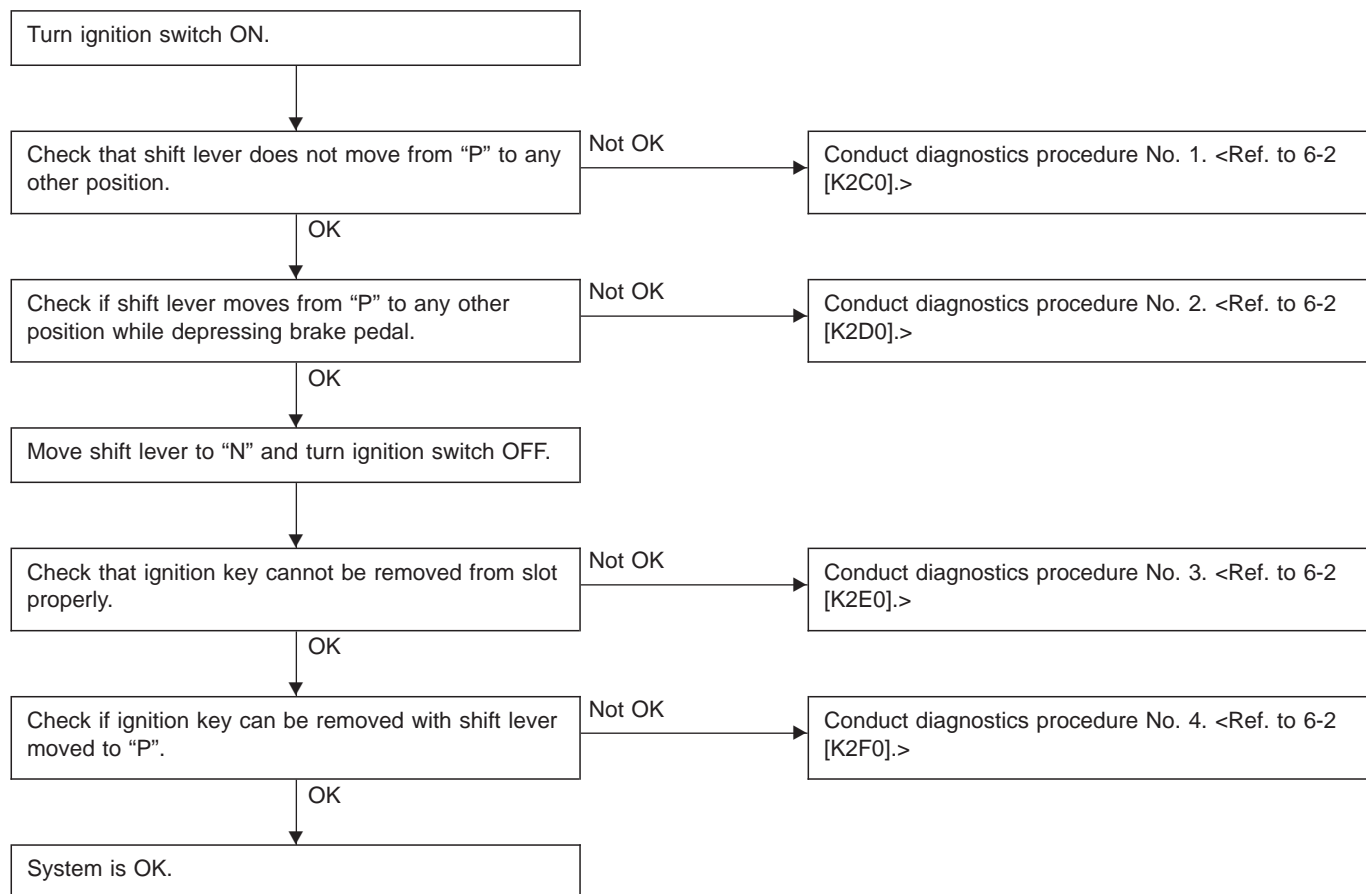 Turn ignition switch ON.
Check that shift lever does not move from “P” to any
other position.
Not OK
Conduct diagnostics procedure No. 1. <Ref. to 6-2
[K2C0].>
OK
Check if shift lever moves from “P” to any other
position while depressing brake pedal.
Not OK
Conduct diagnostics procedure No. 2. <Ref. to 6-2
[K2D0].>
OK
Move shift lever to “N” and turn ignition switch OFF.
Check that ignition key cannot be removed from slot
properly.
Not OK
Conduct diagnostics procedure No. 3. <Ref. to 6-2
[K2E0].>
OK
Check if ignition key can be removed with shift lever
moved to “P”.
Not OK
Conduct diagnostics procedure No. 4. <Ref. to 6-2
[K2F0].>
OK
System is OK.